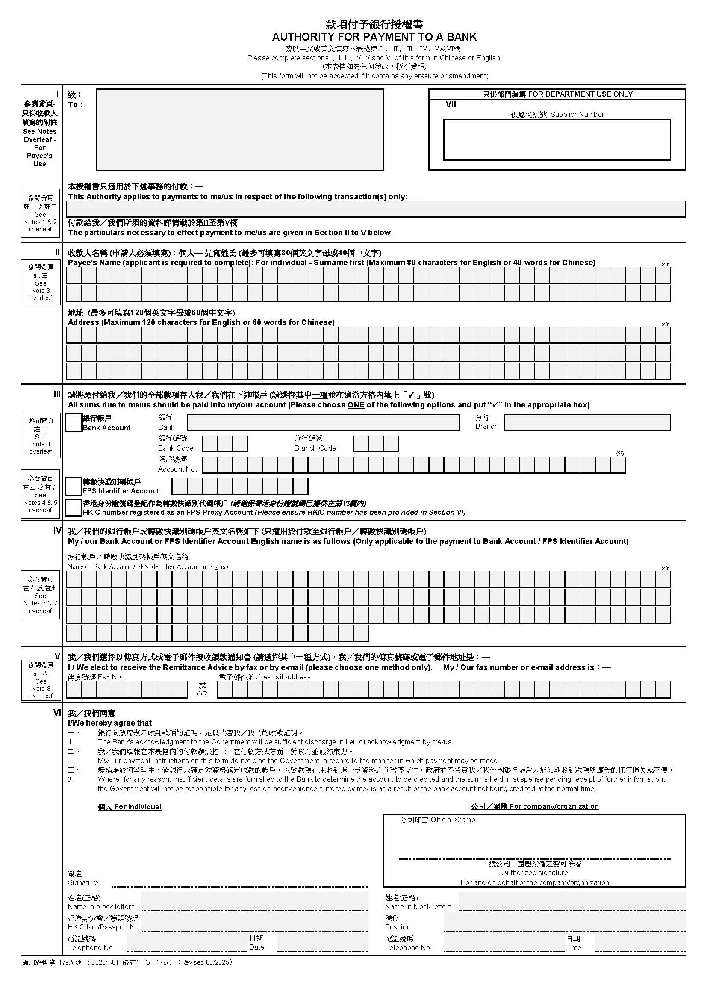 款項付予銀行授權書
AUTHORITY FOR PAYMENT TO A BANK
請以中文或英文填寫本表格第 I ， II ， III ，IV，V及VI欄
Please complete sections I, II, III, IV, V and VI of this form in Chinese or English
(本表格如有任何塗改，概不受理)
(This form will not be accepted if it contains any erasure or amendment)
I
參閱背頁-
只供收款人
填寫的附註
See Notes
Overleaf -
For
Payee's
Use
致：
To :
只供部門填寫 FOR DEPARTMENT USE ONLY
VII
供應商編號 Supplier Number
本授權書只適用於下述事務的付款：—
This Authority applies to payments to me/us in respect of the following transaction(s) only: —
參閱背頁
註一及 註二
See
Notes 1 & 2
overleaf
付款給我／我們所須的資料詳情載於第II至第V欄
The particulars necessary to effect payment to me/us are given in Section II to V below
II
收款人名稱 (申請人必須填寫)：個人— 先寫姓氏 (最多可填寫80個英文字母或40個中文字)
Payee's Name (applicant is required to complete): For individual - Surname first (Maximum 80 characters for English or 40 words for Chinese)
(40)
參閱背頁
註 三
See
Note 3
overleaf
地址 (最多可填寫120個英文字母或60個中文字)
Address (Maximum 120 characters for English or 60 words for Chinese)
(40)
III
請將應付給我／我們的全部款項存入我／我們在下述帳戶 (請選擇其中一項並在適當方格內填上「✓」號)
All sums due to me/us should be paid into my/our account (Please choose ONE of the following options and put “✓” in the appropriate box)
參閱背頁
註 三
See
Note 3
overleaf
銀行帳戶
Bank Account
銀行
Bank
分行
Branch
銀行編號
Bank Code
分行編號
Branch Code
帳戶號碼
Account No.
(28)
參閱背頁
註四 及 註五
See
Notes 4 & 5
overleaf
轉數快識別碼帳戶
FPS Identifier Account
香港身份證號碼登記作為轉數快識別代碼帳戶 (請確保香港身份證號碼已提供在第VI欄內)
HKIC number registered as an FPS Proxy Account (Please ensure HKIC number has been provided in Section VI)
IV
我／我們的銀行帳戶或轉數快識別碼帳戶英文名稱如下 (只適用於付款至銀行帳戶／轉數快識別碼帳戶)
My / our Bank Account or FPS Identifier Account English name is as follows (Only applicable to the payment to Bank Account / FPS Identifier Account)
銀行帳戶／轉數快識別碼帳戶英文名稱
Name of Bank Account / FPS Identifier Account in English
(40)
參閱背頁
註六 及 註七
See
Notes 6 & 7
overleaf
V
我／我們選擇以傳真方式或電子郵件接收領款通知書 (請選擇其中一種方式)，我／我們的傳真號碼或電子郵件地址是：—
I / We elect to receive the Remittance Advice by fax or by e-mail (please choose one method only). My / Our fax number or e-mail address is：—
參閱背頁
註 八
See
Note 8
overleaf
傳真號碼 Fax No.
或
OR
電子郵件地址 e-mail address
VI
我／我們同意
I/We hereby agree that
一、 銀行向政府表示收到款項的證明，足以代替我／我們的收款證明。
1. The Bank's acknowledgment to the Government will be sufficient discharge in lieu of acknowledgment by me/us.
二、 我／我們填報在本表格內的付款辦法指示，在付款方式方面，對政府並無約束力。
2. My/Our payment instructions on this form do not bind the Government in regard to the manner in which payment may be made.
三、 無論屬於何等理由，倘銀行未獲足夠資料確定收款的帳戶，以致款項在未收到進一步資料之前暫停支付，政府並不負責我／我們因銀行帳戶未能如期收到款項所遭受的任何損失或不便。
3. Where, for any reason, insufficient details are furnished to the Bank to determine the account to be credited and the sum is held in suspense pending receipt of further information,
the Government will not be responsible for any loss or inconvenience suffered by me/us as a result of the bank account not being credited at the normal time.
個人 For individual
公司／團體 For company/organization
公司印章 Official Stamp
獲公司／團體授權之認可簽署
Authorized signature
For and on behalf of the company/organization
簽名
Signature
姓名(正楷)
Name in block letters
香港身份證／護照號碼
HKIC No./Passport No.
電話號碼
Telephone No.
日期
Date
姓名(正楷)
Name in block letters
職位
Position
電話號碼
Telephone No.
日期
Date
通用表格第 179A 號 （2025年6月修訂） GF 179A （Revised 06/2025）